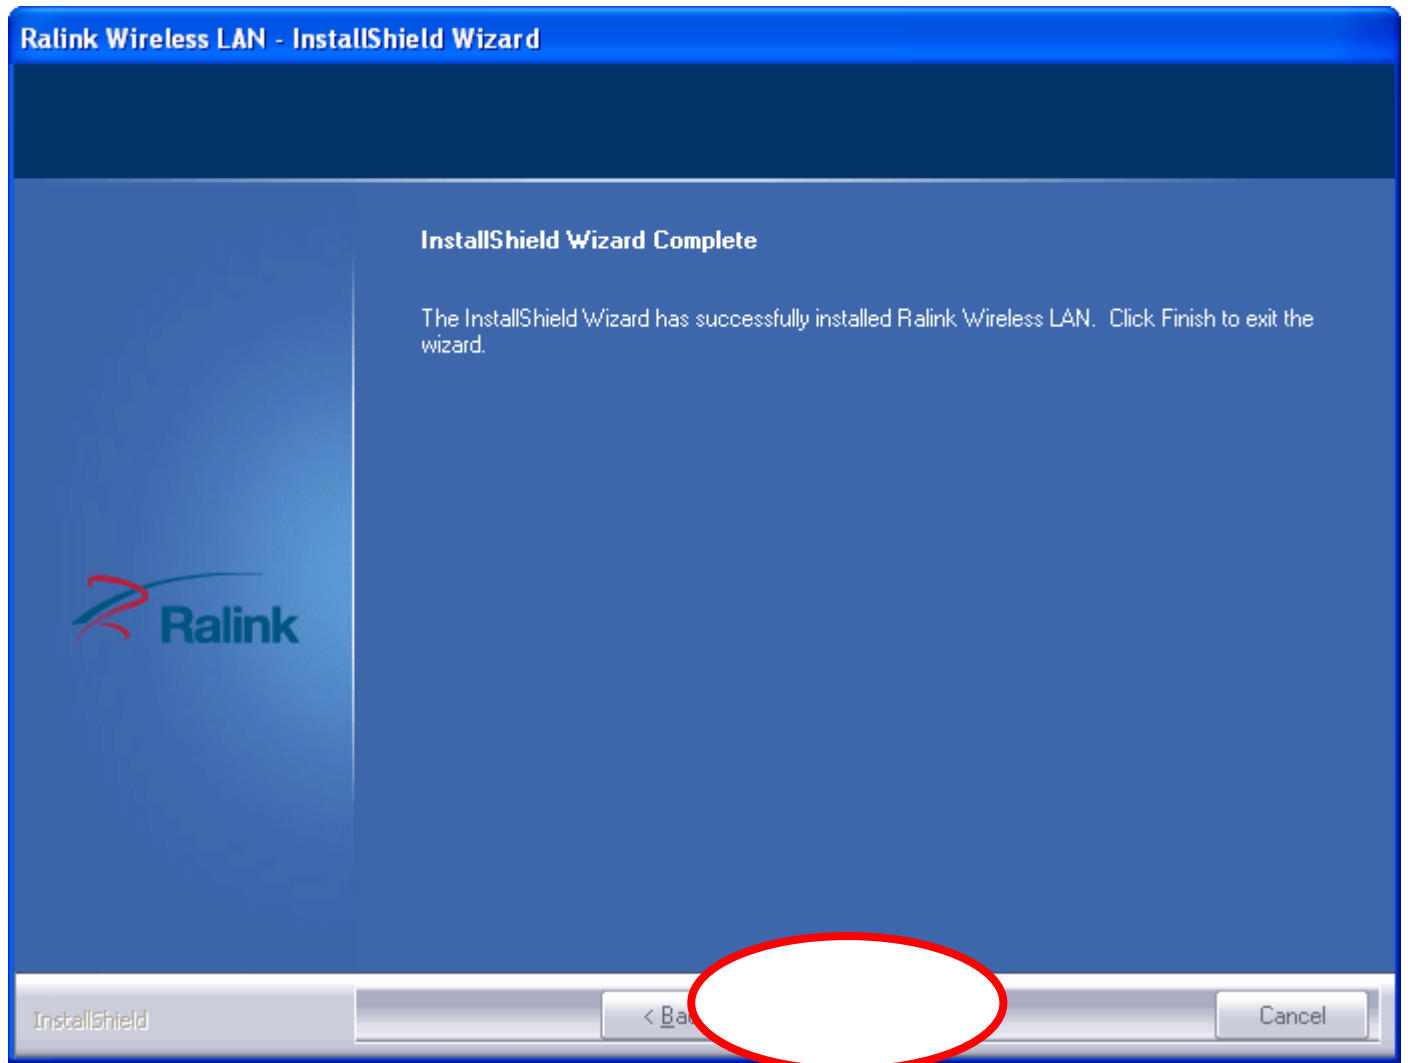 Ralink Wireless LAN - InstallShield Wizard
InstallShield Wizard Complete
The InstallShield Wizard has successfully installed Ralink Wireless LAN. Click Finish to exit the
wizard.
Ralink
InstallShield
< Ba
Cancel